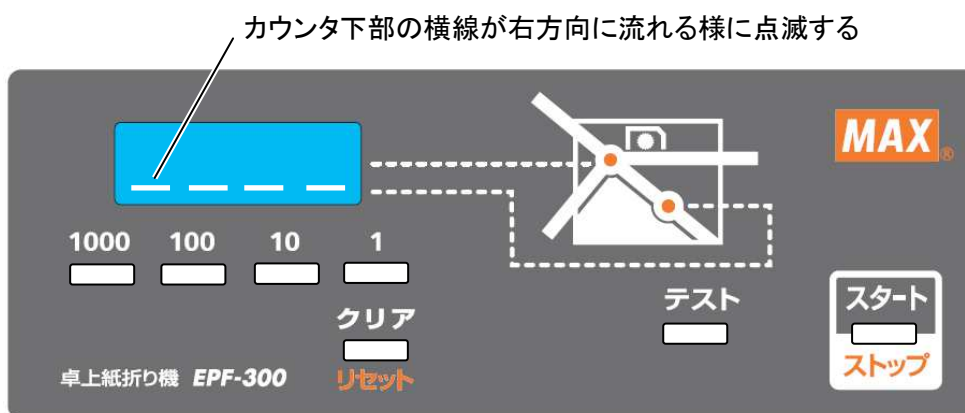 カウンタ下部の横線が右方向に流れる様に点滅する
MAX®
1000 100 10 1
テスト
スタート
クリア
ストップ
卓上紙折り機 EPF-300
リセット